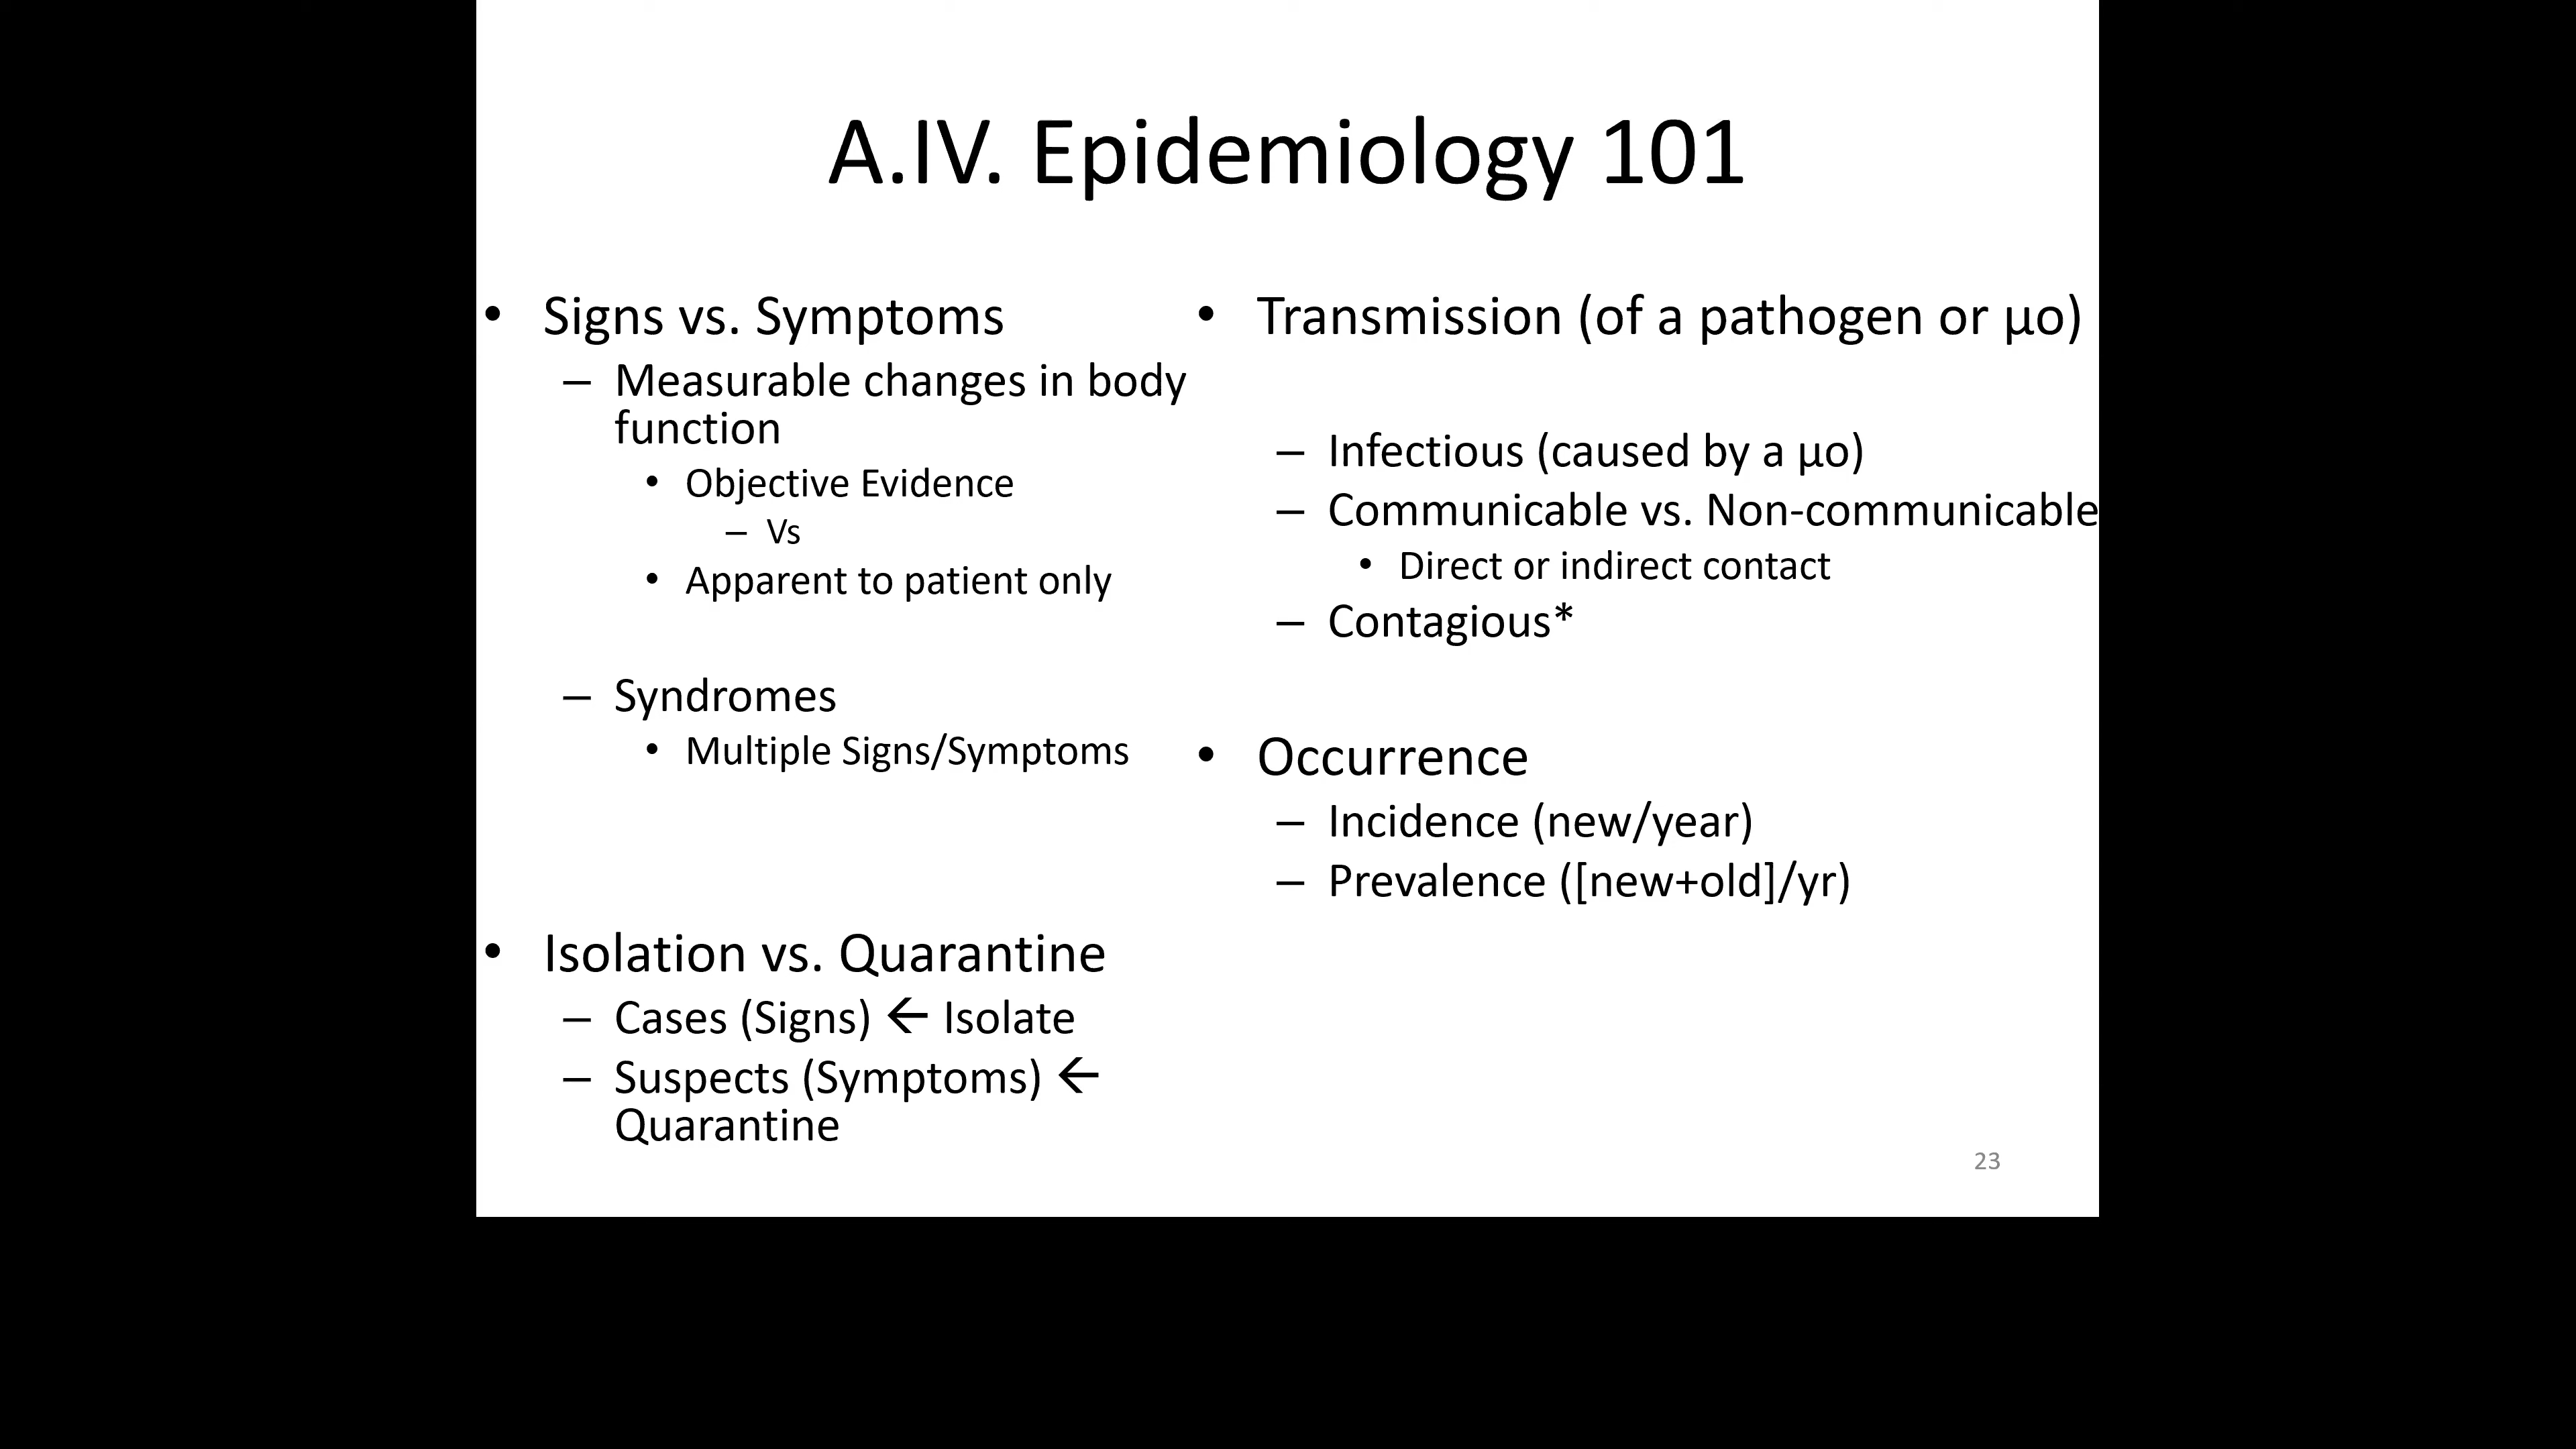 A.IV. Epidemiology 101
• Signs vs. Symptoms
– Measurable changes in body
function
• Objective Evidence
– Vs
• Apparent to patient only
– Syndromes
• Multiple Signs/Symptoms
• Isolation vs. Quarantine
– Cases (Signs) ← Isolate
– Suspects (Symptoms) ←
Quarantine
• Transmission (of a pathogen or µo)
– Infectious (caused by a µo)
– Communicable vs. Non-communicable
• Direct or indirect contact
– Contagious*
• Occurrence
– Incidence (new/year)
– Prevalence ([new+old]/yr)
23